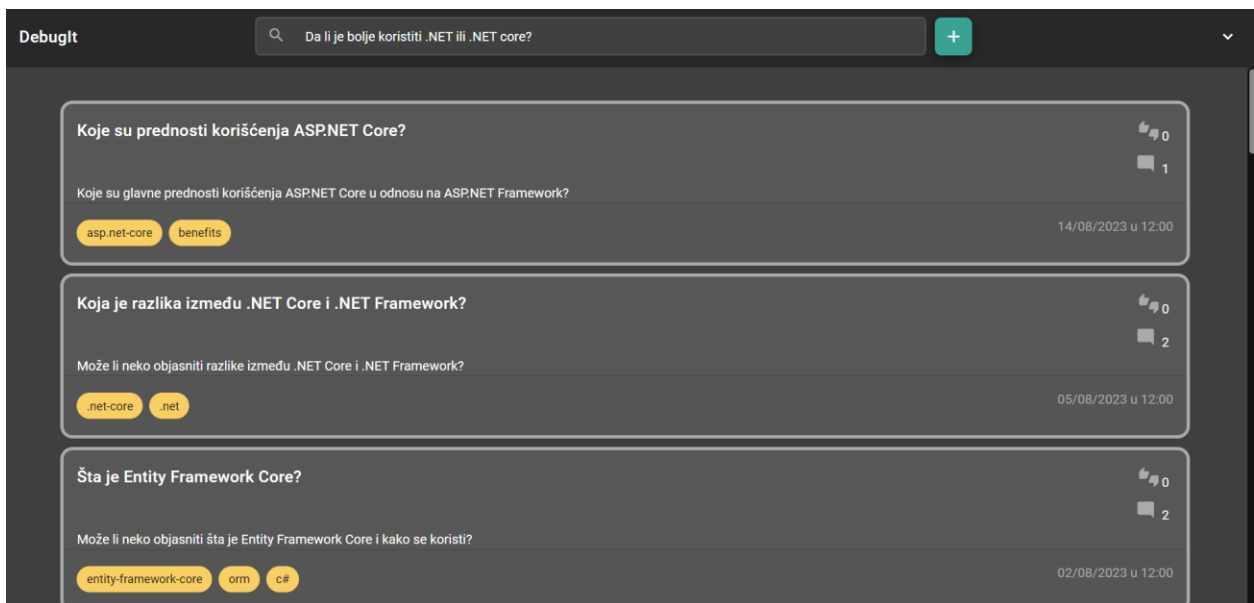 DebugIt
Da li je bolje koristiti .NET ili .NET core?
+
Koje su prednosti korišćenja ASP.NET Core?
0
1
Koje su glavne prednosti korišćenja ASP.NET Core u odnosu na ASP.NET Framework?
asp.net-core benefits 14/08/2023 u 12:00
Koja je razlika između .NET Core i .NET Framework?
0
2
Može li neko objasniti razlike između .NET Core i .NET Framework?
.net-core .net 05/08/2023 u 12:00
Šta je Entity Framework Core?
0
2
Može li neko objasniti šta je Entity Framework Core i kako se koristi?
entity-framework-core orm c# 02/08/2023 u 12:00